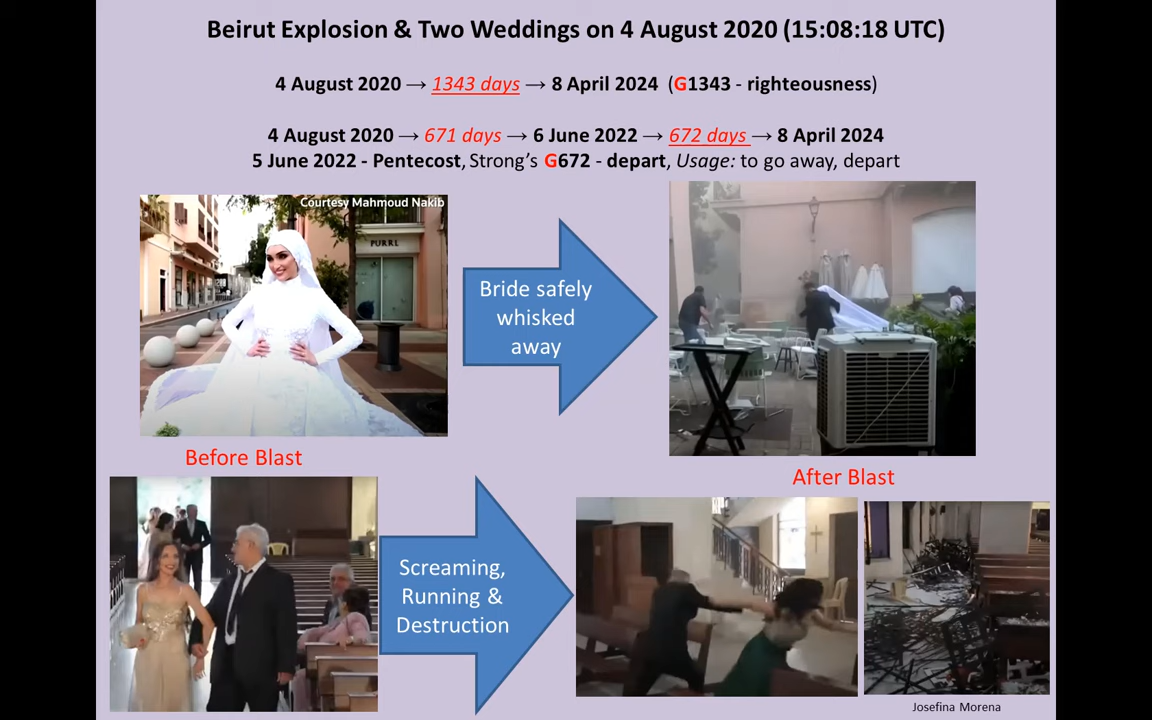 Beirut Explosion & Two Weddings on 4 August 2020 (15:08:18 UTC)
4 August 2020 → 1343 days → 8 April 2024 (G1343 - righteousness)
4 August 2020 → 671 days → 6 June 2022 → 672 days → 8 April 2024
5 June 2022 - Pentecost, Strong's G672 - depart, Usage: to go away, depart
Courtesy Mahmoud Nakib
PURRL
Bride safely
whisked
away
Before Blast
After Blast
Screaming,
Running &
Destruction
Josefina Morena